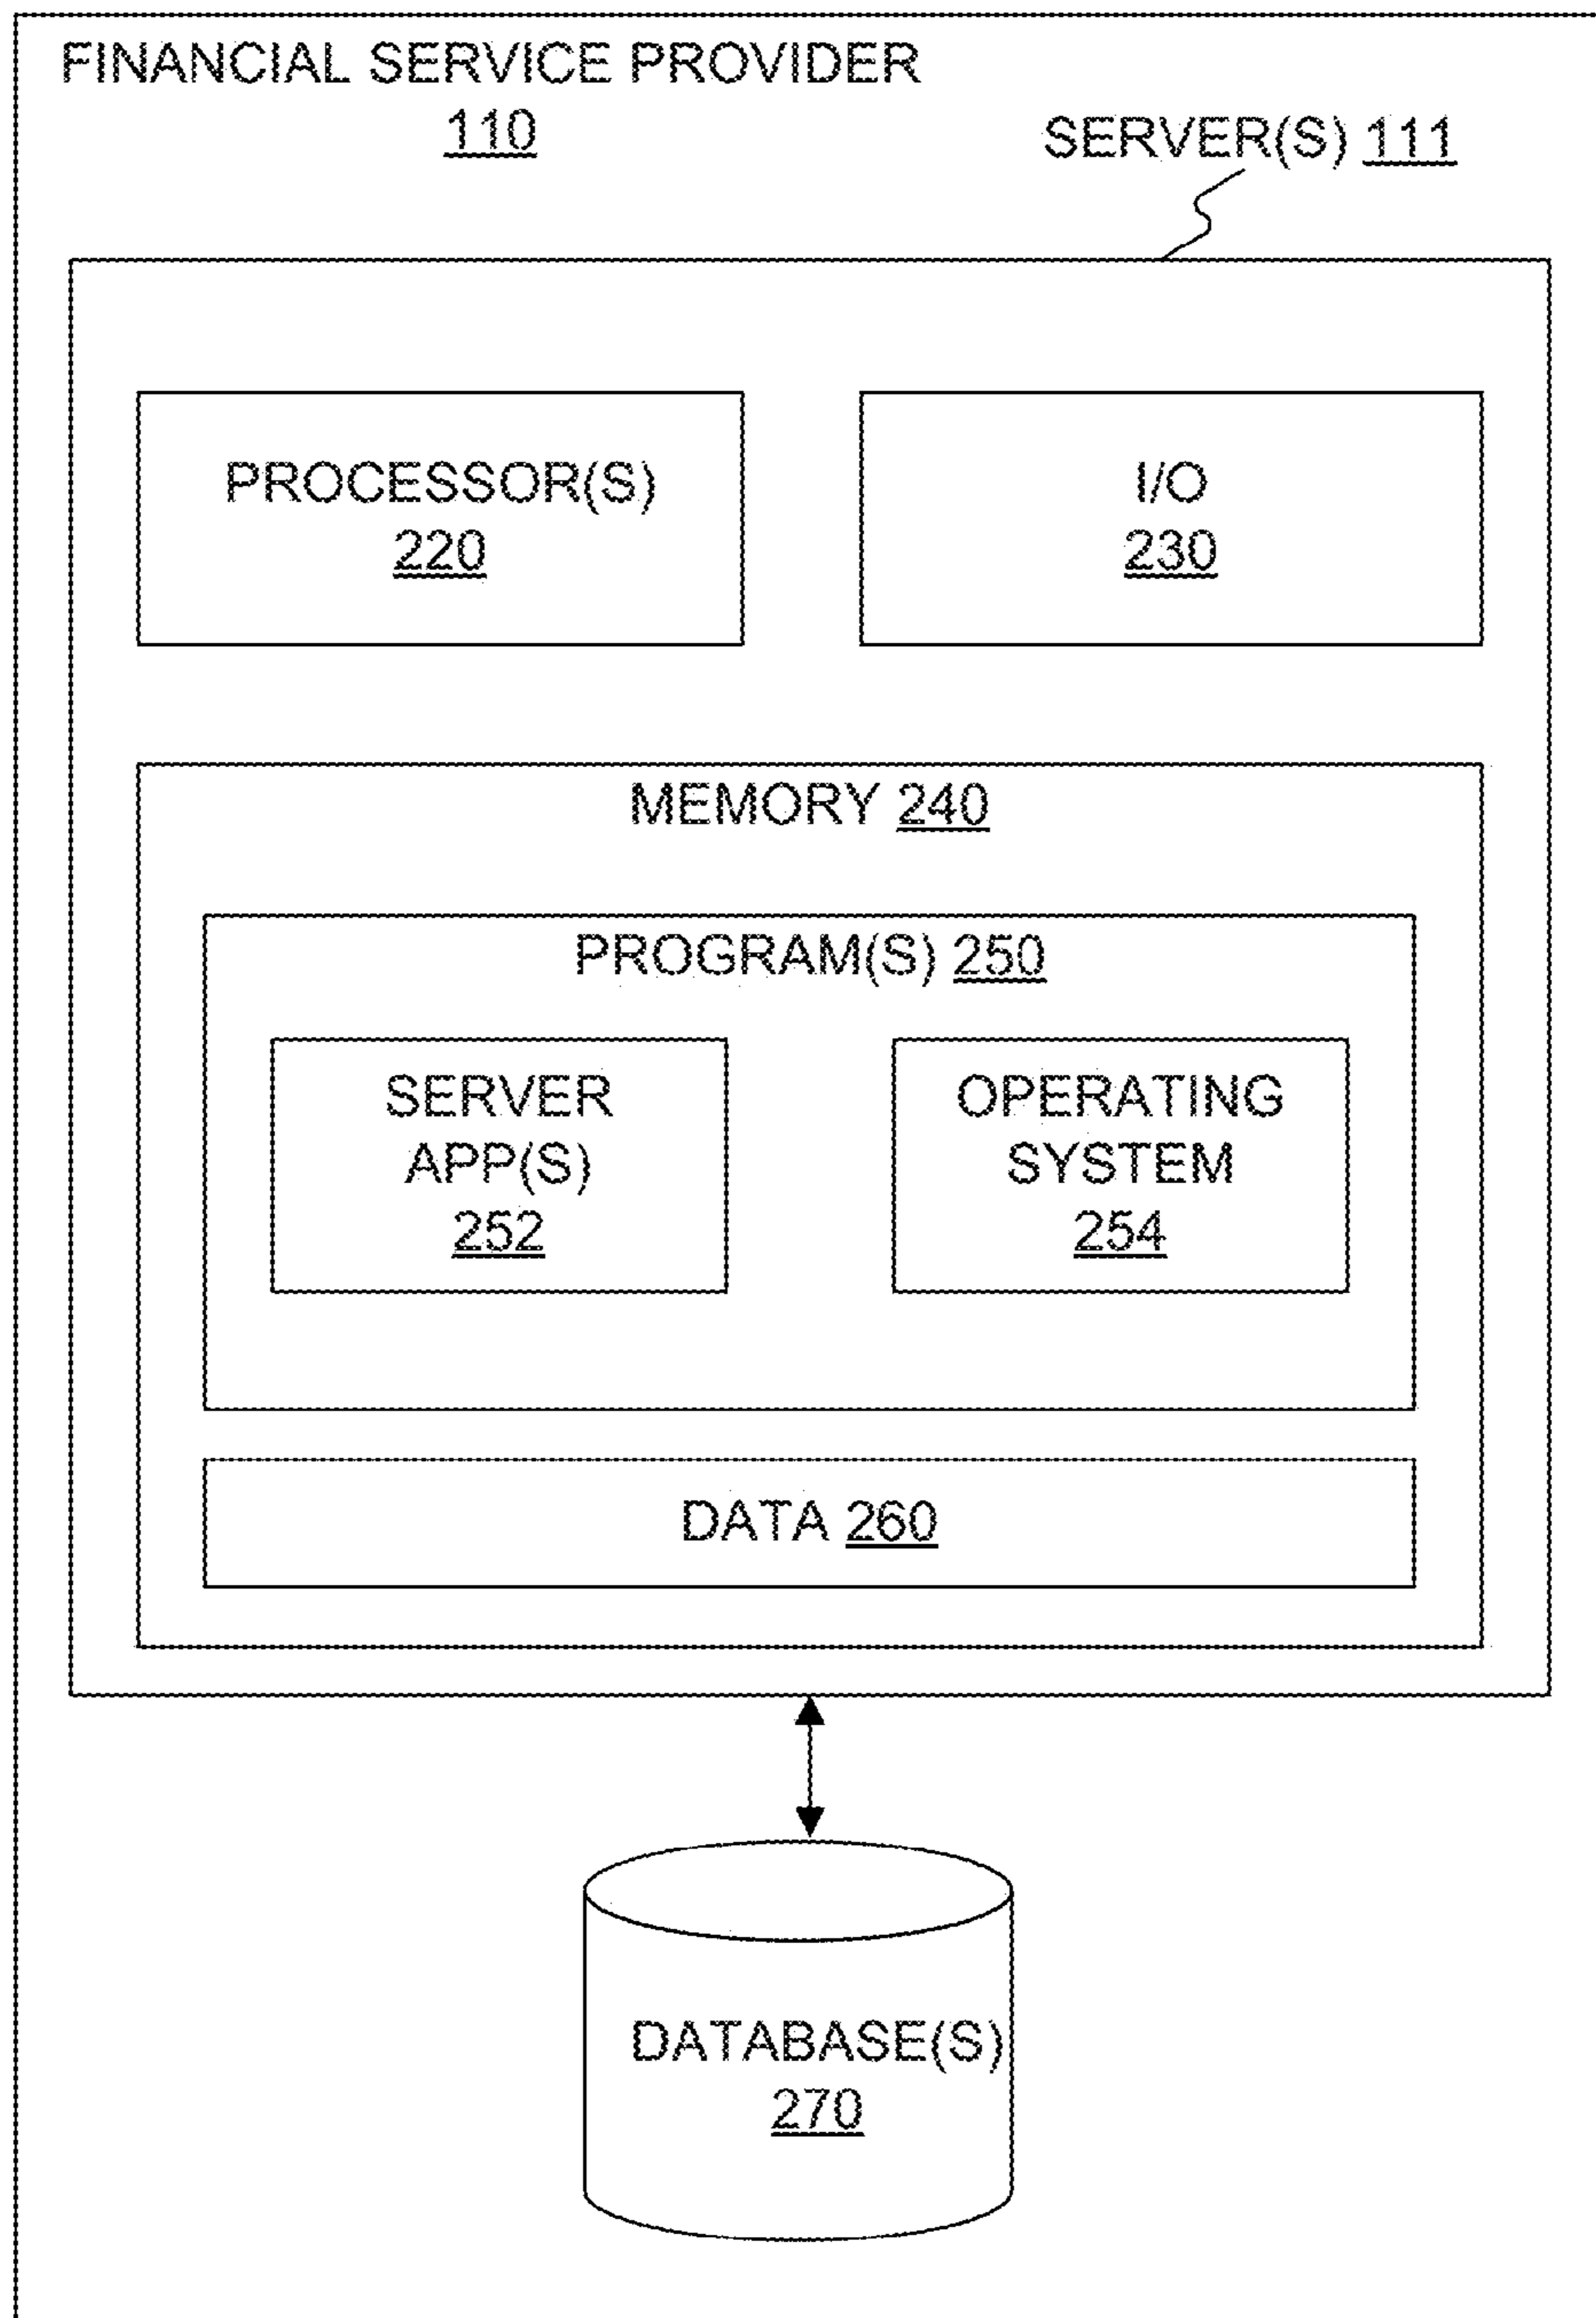 FINANCIAL SERVICE PROVIDER
110
SERVER(S) 111
PROCESSOR(S)
220
I/O
230
MEMORY 240
PROGRAM(S) 250
SERVER
APP(S)
252
OPERATING
SYSTEM
254
DATA 260
DATABASE(S)
270